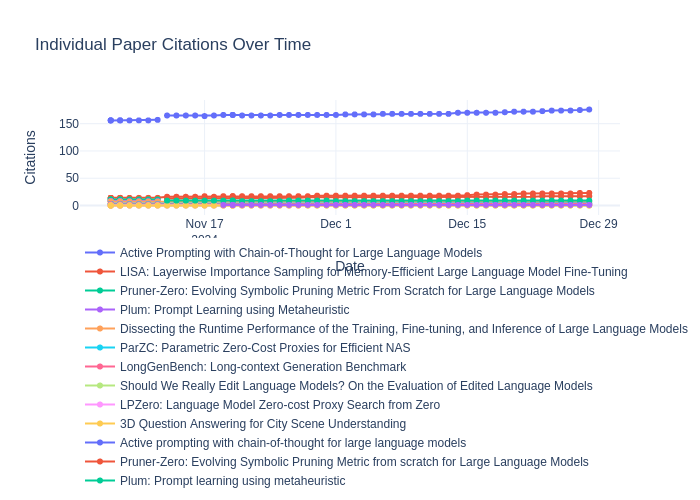 Individual Paper Citations Over Time
Citations
150
100
50
0
Nov 17
2024
Dec 1
Dec 15
Dec 29
Date
Active Prompting with Chain-of-Thought for Large Language Models
LISA: Layerwise Importance Sampling for Memory-Efficient Large Language Model Fine-Tuning
Pruner-Zero: Evolving Symbolic Pruning Metric From Scratch for Large Language Models
Plum: Prompt Learning using Metaheuristic
Dissecting the Runtime Performance of the Training, Fine-tuning, and Inference of Large Language Models
ParZC: Parametric Zero-Cost Proxies for Efficient NAS
LongGenBench: Long-context Generation Benchmark
Should We Really Edit Language Models? On the Evaluation of Edited Language Models
LPZero: Language Model Zero-cost Proxy Search from Zero
3D Question Answering for City Scene Understanding
Active prompting with chain-of-thought for large language models
Pruner-Zero: Evolving Symbolic Pruning Metric from scratch for Large Language Models
Plum: Prompt learning using metaheuristic